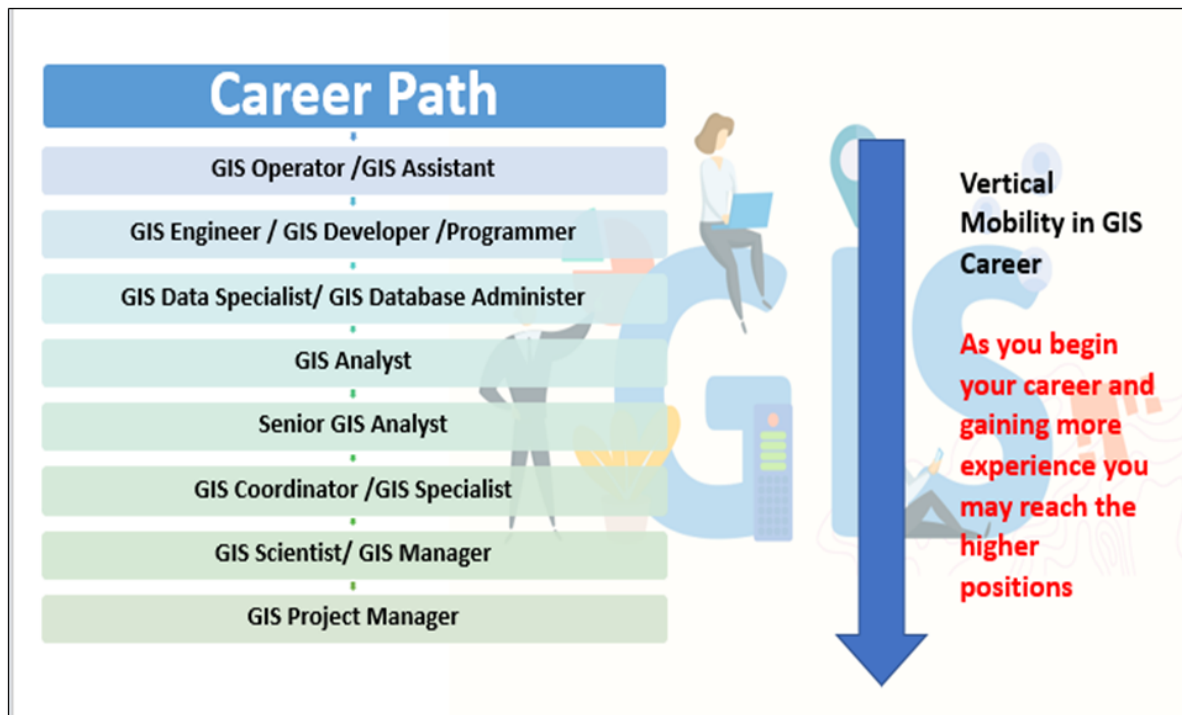 Career Path
GIS Operator /GIS Assistant
GIS Engineer / GIS Developer /Programmer
GIS Data Specialist/ GIS Database Administer
GIS Analyst
Senior GIS Analyst
GIS Coordinator /GIS Specialist
GIS Scientist/ GIS Manager
GIS Project Manager
GIS
Vertical
Mobility in GIS
Career
As you begin
your career and
gaining more
experience you
may reach the
higher
positions